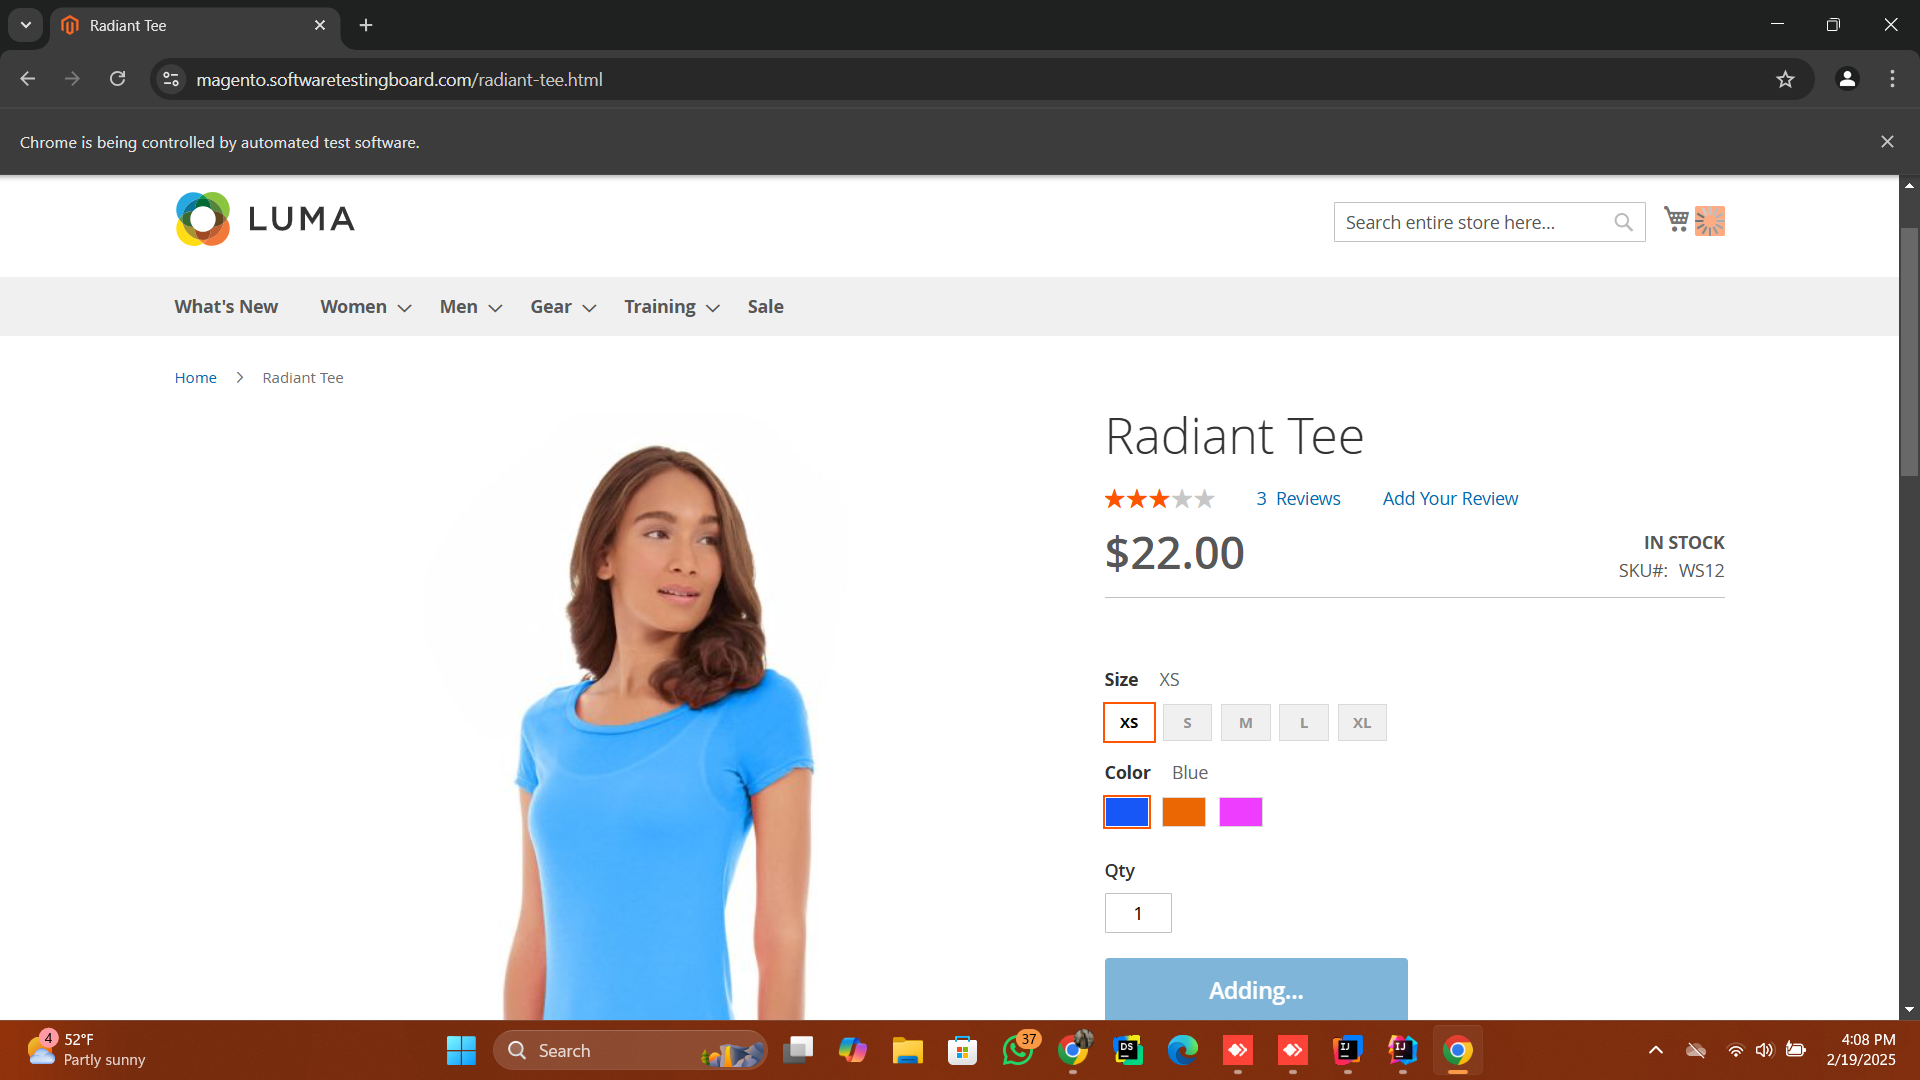 Radiant Tee
magento.softwaretestingboard.com/radiant-tee.html
Chrome is being controlled by automated test software.
LUMA
Search entire store here...
What's New Women Men Gear Training Sale
Home Radiant Tee
Radiant Tee
3 Reviews Add Your Review
$22.00
IN STOCK
SKU#: WS12
Size XS
XS S M L XL
Color Blue
Qty
1
Adding...
4
52°F
Partly sunny
Search
37
DS
IJ
IJ
4:08 PM
2/19/2025